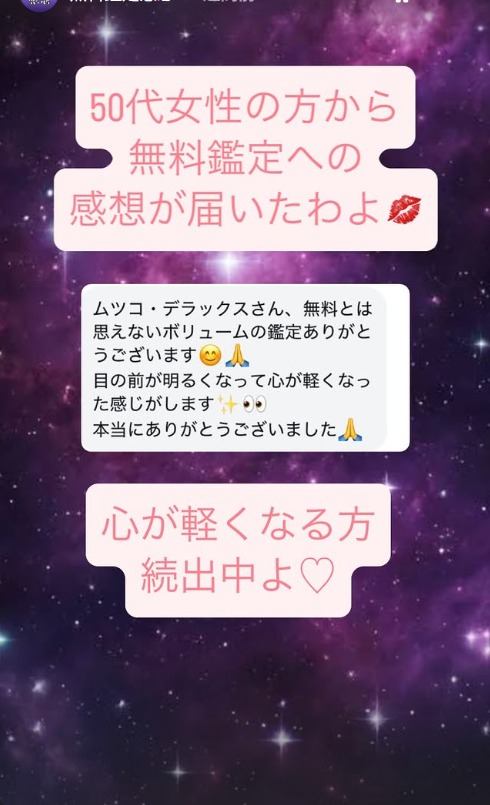 50代女性の方から
無料鑑定への
感想が届いたわよ💋
ムツコ・デラックスさん、無料とは
思えないボリュームの鑑定ありがと
うございます😊🙏
目の前が明るくなって心が軽くなっ
た感じがします✨👀
本当にありがとうございました🙏
心が軽くなる方
続出中よ♡